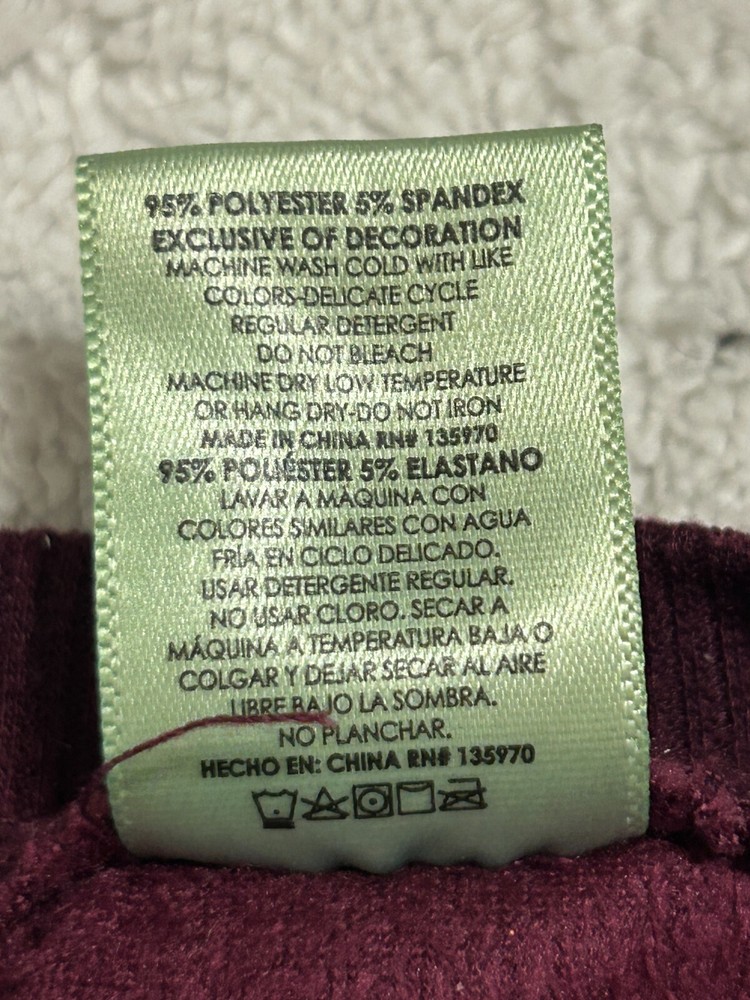 95% POLYESTER 5% SPANDEX
EXCLUSIVE OF DECORATION
MACHINE WASH COLD WITH LIKE
COLORS-DELICATE CYCLE
REGULAR DETERGENT
DO NOT BLEACH
MACHINE DRY LOW TEMPERATURE
OR HANG DRY-DO NOT IRON
MADE IN CHINA RN# 135970
95% POLIÉSTER 5% ELASTANO
LAVAR A MÁQUINA CON
COLORES SIMILARES CON AGUA
FRÍA EN CICLO DELICADO.
USAR DETERGENTE REGULAR.
NO USAR CLORO. SECAR A
MÁQUINA A TEMPERATURA BAJA O
COLGAR Y DEJAR SECAR AL AIRE
LIBRE BAJO LA SOMBRA.
NO PLANCHAR.
HECHO EN: CHINA RN# 135970